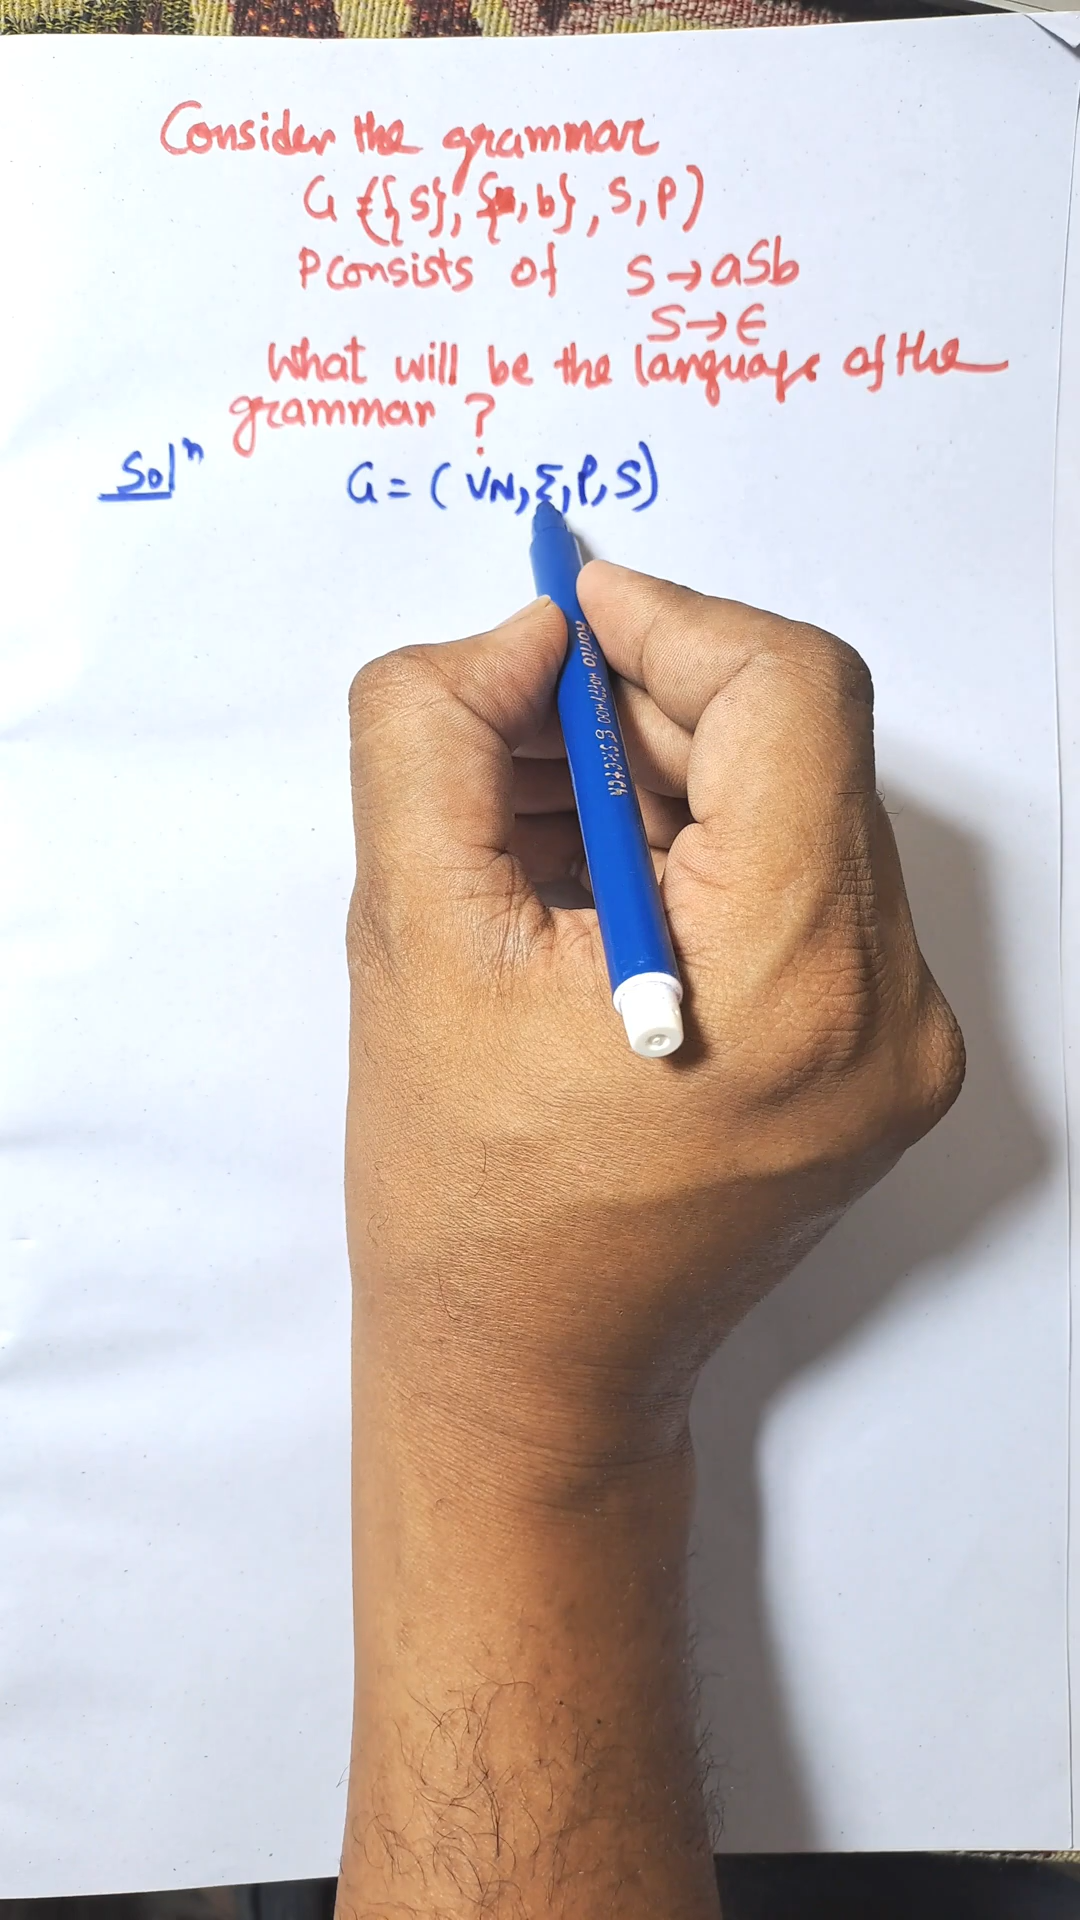 Consider the grammar
G ({S}, { , b}, S, P)
P consists of S → aSb
S → ϵ
What will be the language of the
grammar ?
Solⁿ G = ( VN, Σ, P, S)